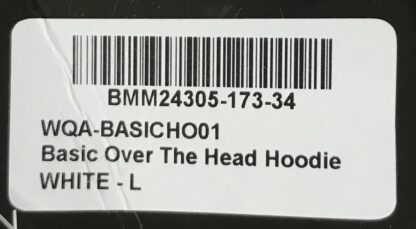 BMM24305-173-34
WQA-BASICHO01
Basic Over The Head Hoodie
WHITE - L